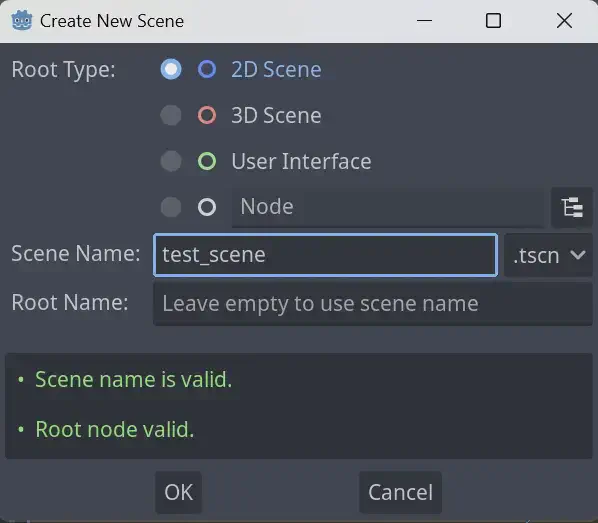 Create New Scene
Root Type:
2D Scene
3D Scene
User Interface
Node
Scene Name: test_scene .tscn
Root Name: Leave empty to use scene name
• Scene name is valid.
• Root node valid.
OK Cancel